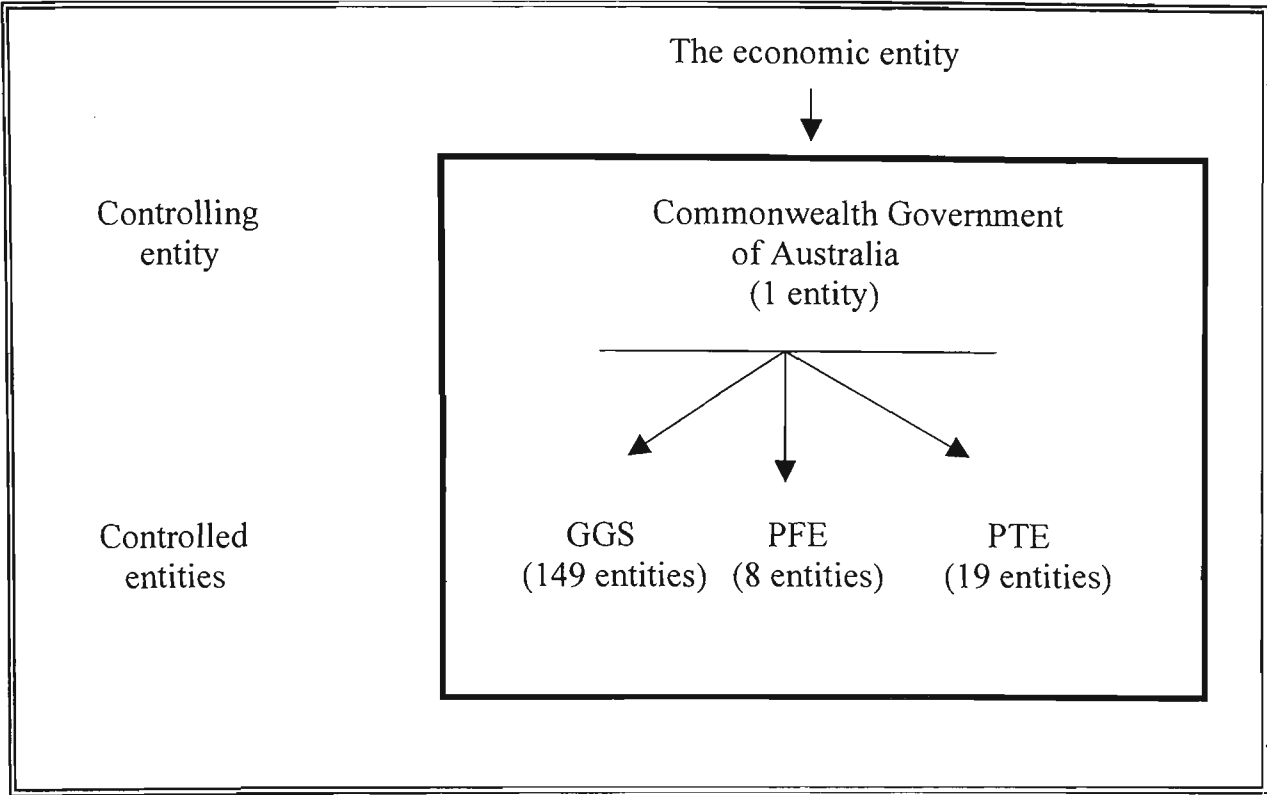 The economic entity
Controlling
entity
Commonwealth Government
of Australia
(1 entity)
Controlled
entities
GGS
(149 entities)
PFE
(8 entities)
PTE
(19 entities)